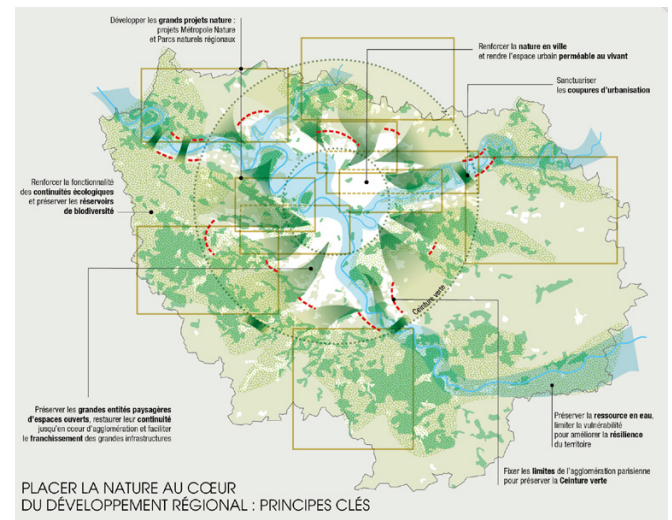 Développer les grands projets nature :
projets Métropole Nature
et Parcs naturels régionaux
Renforcer la nature en ville
et rendre l'espace urbain perméable au vivant
Sanctuariser
les coupures d'urbanisation
Renforcer la fonctionnalité
des continuités écologiques
et préserver les réservoirs
de biodiversité
Ceinture verte
Préserver les grandes entités paysagères
d'espaces ouverts, restaurer leur continuité
jusqu'en coeur d'agglomération et faciliter
le franchissement des grandes infrastructures
Préserver la ressource en eau,
limiter la vulnérabilité
pour améliorer la résilience
du territoire
Fixer les limites de l'agglomération parisienne
pour préserver la Ceinture verte
PLACER LA NATURE AU CŒUR
DU DÉVELOPPEMENT RÉGIONAL : PRINCIPES CLÉS